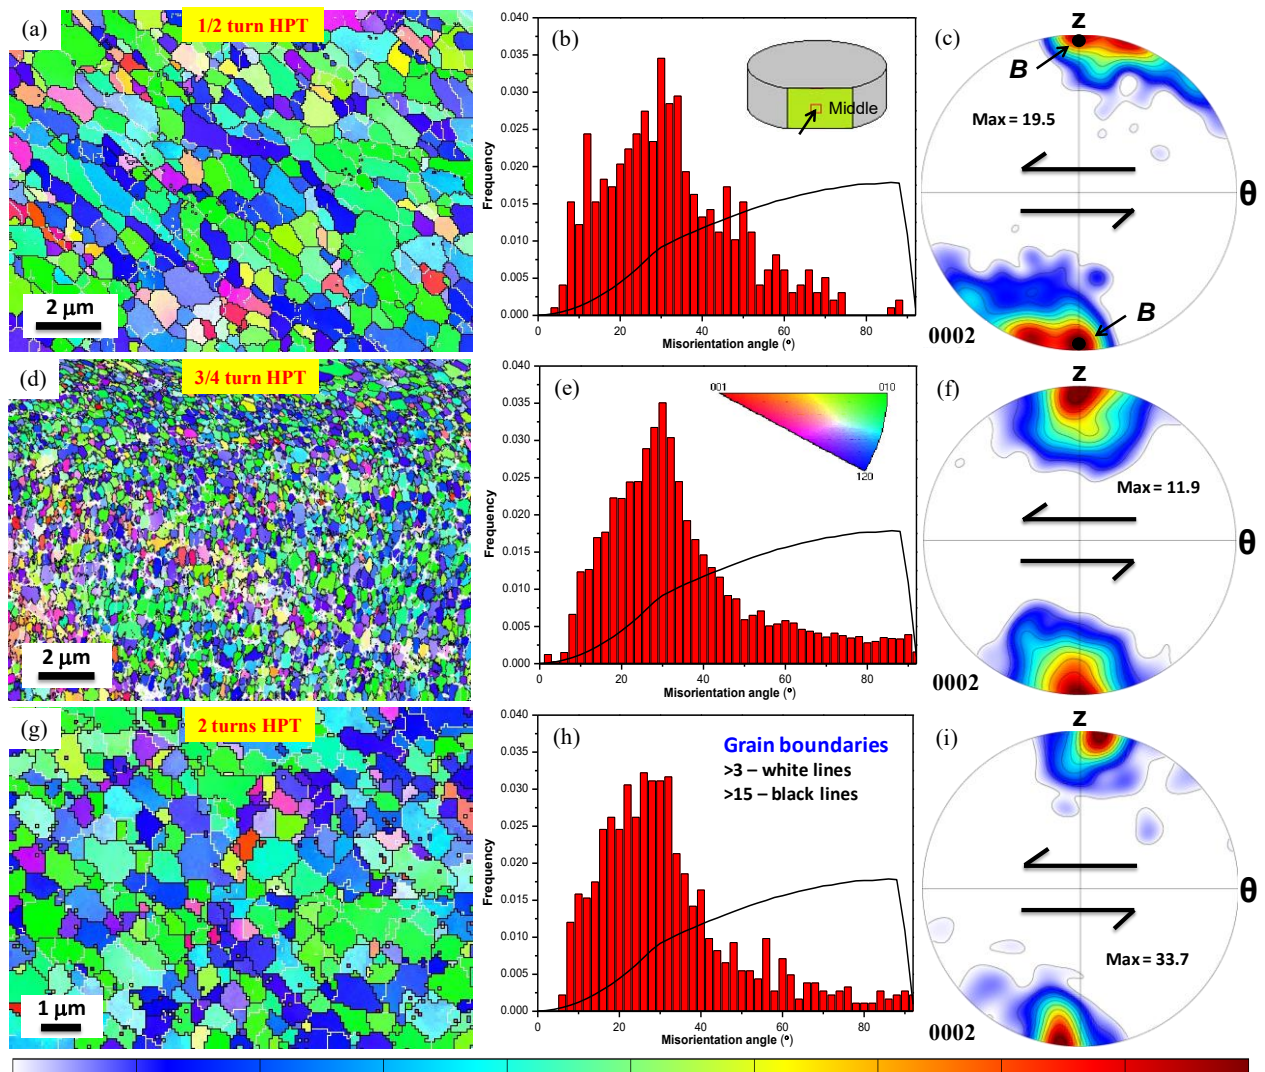 (a)
1/2 turn HPT
2 µm
(b)
Middle
Frequency
0.040
0.035
0.030
0.025
0.020
0.015
0.010
0.005
0.000
0 20 40 60 80
Misorientation angle (°)
(c)
Z
B
Max = 19.5
θ
B
0002
(d)
3/4 turn HPT
2 µm
(e)
001
010
120
Frequency
0.040
0.035
0.030
0.025
0.020
0.015
0.010
0.005
0.000
0 20 40 60 80
Misorientation angle (°)
(f)
Z
Max = 11.9
θ
0002
(g)
2 turns HPT
1 µm
(h)
Grain boundaries
>3 – white lines
>15 – black lines
Frequency
0.040
0.035
0.030
0.025
0.020
0.015
0.010
0.005
0.000
0 20 40 60 80
Misorientation angle (°)
(i)
Z
θ
Max = 33.7
0002